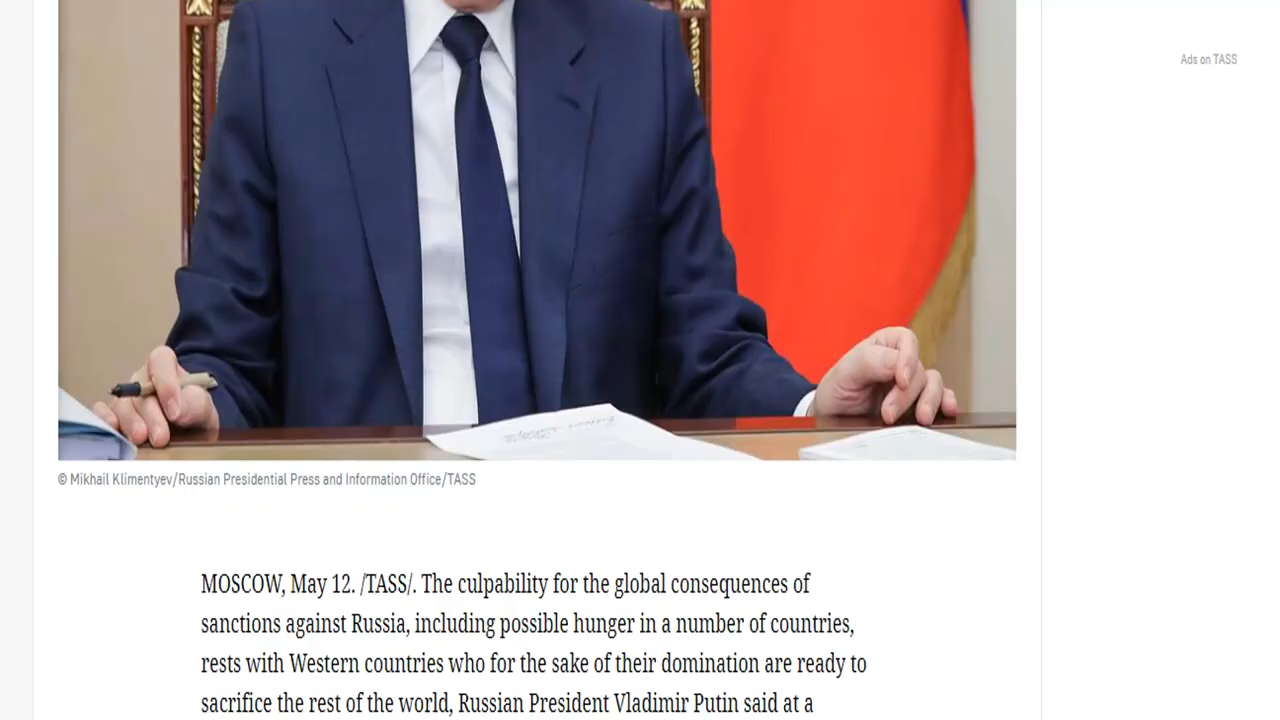 Ads on TASS
© Mikhail Klimentyev/Russian Presidential Press and Information Office/TASS
MOSCOW, May 12. /TASS/. The culpability for the global consequences of
sanctions against Russia, including possible hunger in a number of countries,
rests with Western countries who for the sake of their domination are ready to
sacrifice the rest of the world, Russian President Vladimir Putin said at a